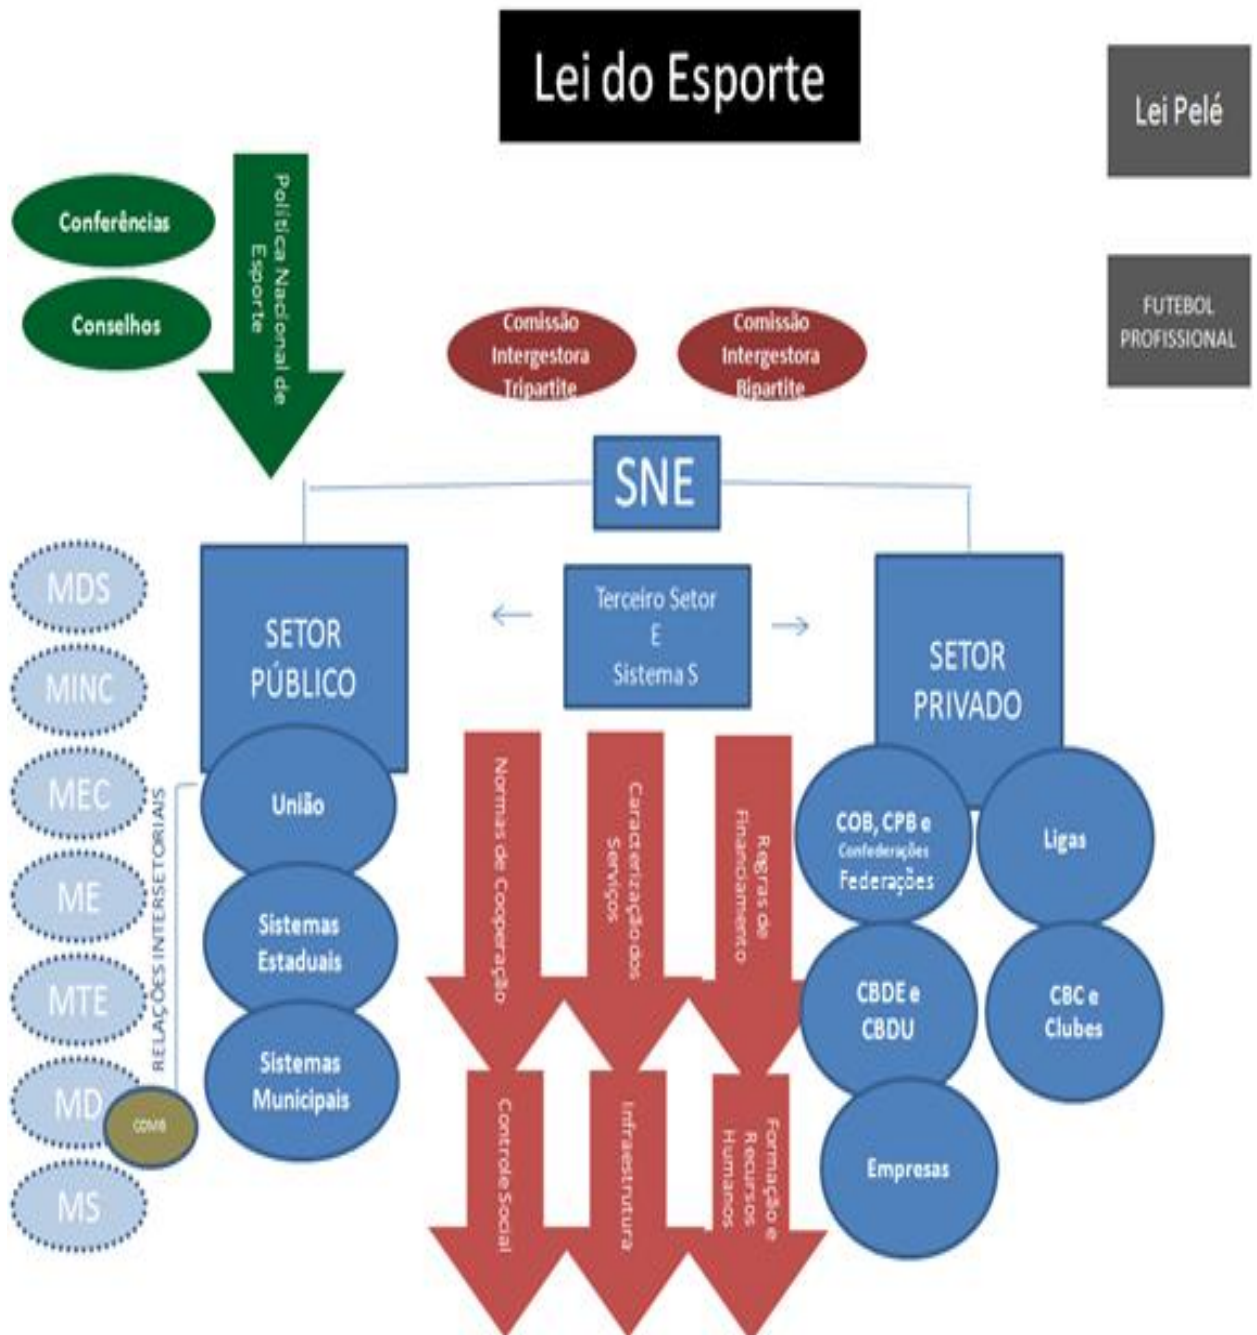 Lei do Esporte
Lei Pelé
FUTEBOL
PROFISSIONAL
Conferências
Conselhos
Política Nacional de
Esporte
Comissão
Intergestora
Tripartite
Comissão
Intergestora
Bipartite
SNE
MDS
MINC
MEC
ME
MTE
MD
MS
RELAÇÕES INTERSETORIAIS
SETOR
PÚBLICO
União
Sistemas
Estaduais
Sistemas
Municipais
Terceiro Setor
E
Sistema S
Normas de Cooperação
Caracterização dos
Serviços
Regras de
Financiamento
Controle Social
Infraestrutura
Formação e
Recursos
Humanos
SETOR
PRIVADO
COB, CPB e
Confederações
Federações
Ligas
CBDE e
CBDU
CBC e
Clubes
Empresas